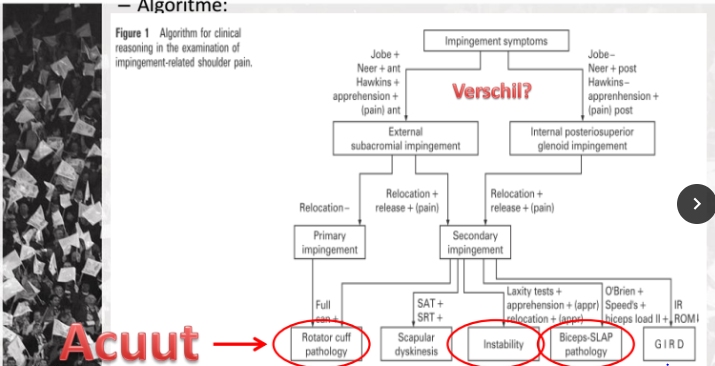 – Algoritme:
Figure 1 Algorithm for clinical
reasoning in the examination of
impingement-related shoulder pain.
Impingement symptoms
Jobe +
Neer + ant
Hawkins +
apprehension +
(pain) ant
Verschil?
Jobe–
Neer + post
Hawkins–
apprenhension +
(pain) post
External
subacromial impingement
Internal posteriosuperior
glenoid impingement
Relocation–
Relocation +
release + (pain)
Relocation +
release + (pain)
Primary
impingement
Secondary
impingement
Full
can +
SAT +
SRT +
Laxity tests +
apprehension + (appr)
relocation + (appr)
O'Brien +
Speed's +
biceps load II +
IR
ROM↓
Acuut
Rotator cuff
pathology
Scapular
dyskinesis
Instability
Biceps-SLAP
pathology
GIRD